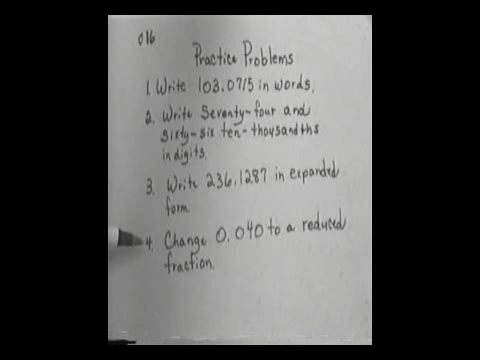 016
Practice Problems
1. Write 103.0715 in words.
2. Write Seventy-four and
sixty-six ten-thousandths
in digits.
3. Write 236.1287 in expanded
form.
4. Change 0.040 to a reduced
fraction.